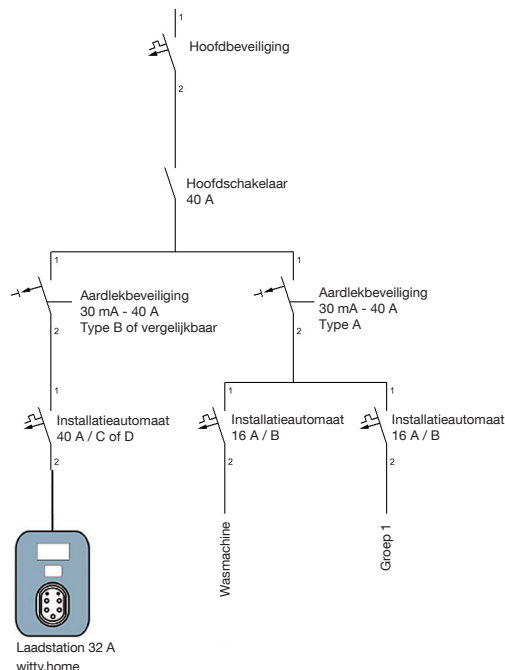 1
Hoofdbeveiliging
2
Hoofdschakelaar
40 A
1
Aardlekbeveiliging
30 mA - 40 A
Type B of vergelijkbaar
2
1
Aardlekbeveiliging
30 mA - 40 A
Type A
2
1
Installatieautomaat
40 A / C of D
2
1
Installatieautomaat
16 A / B
2
1
Installatieautomaat
16 A / B
2
Wasmachine
Groep 1
Laadstation 32 A
witty.home